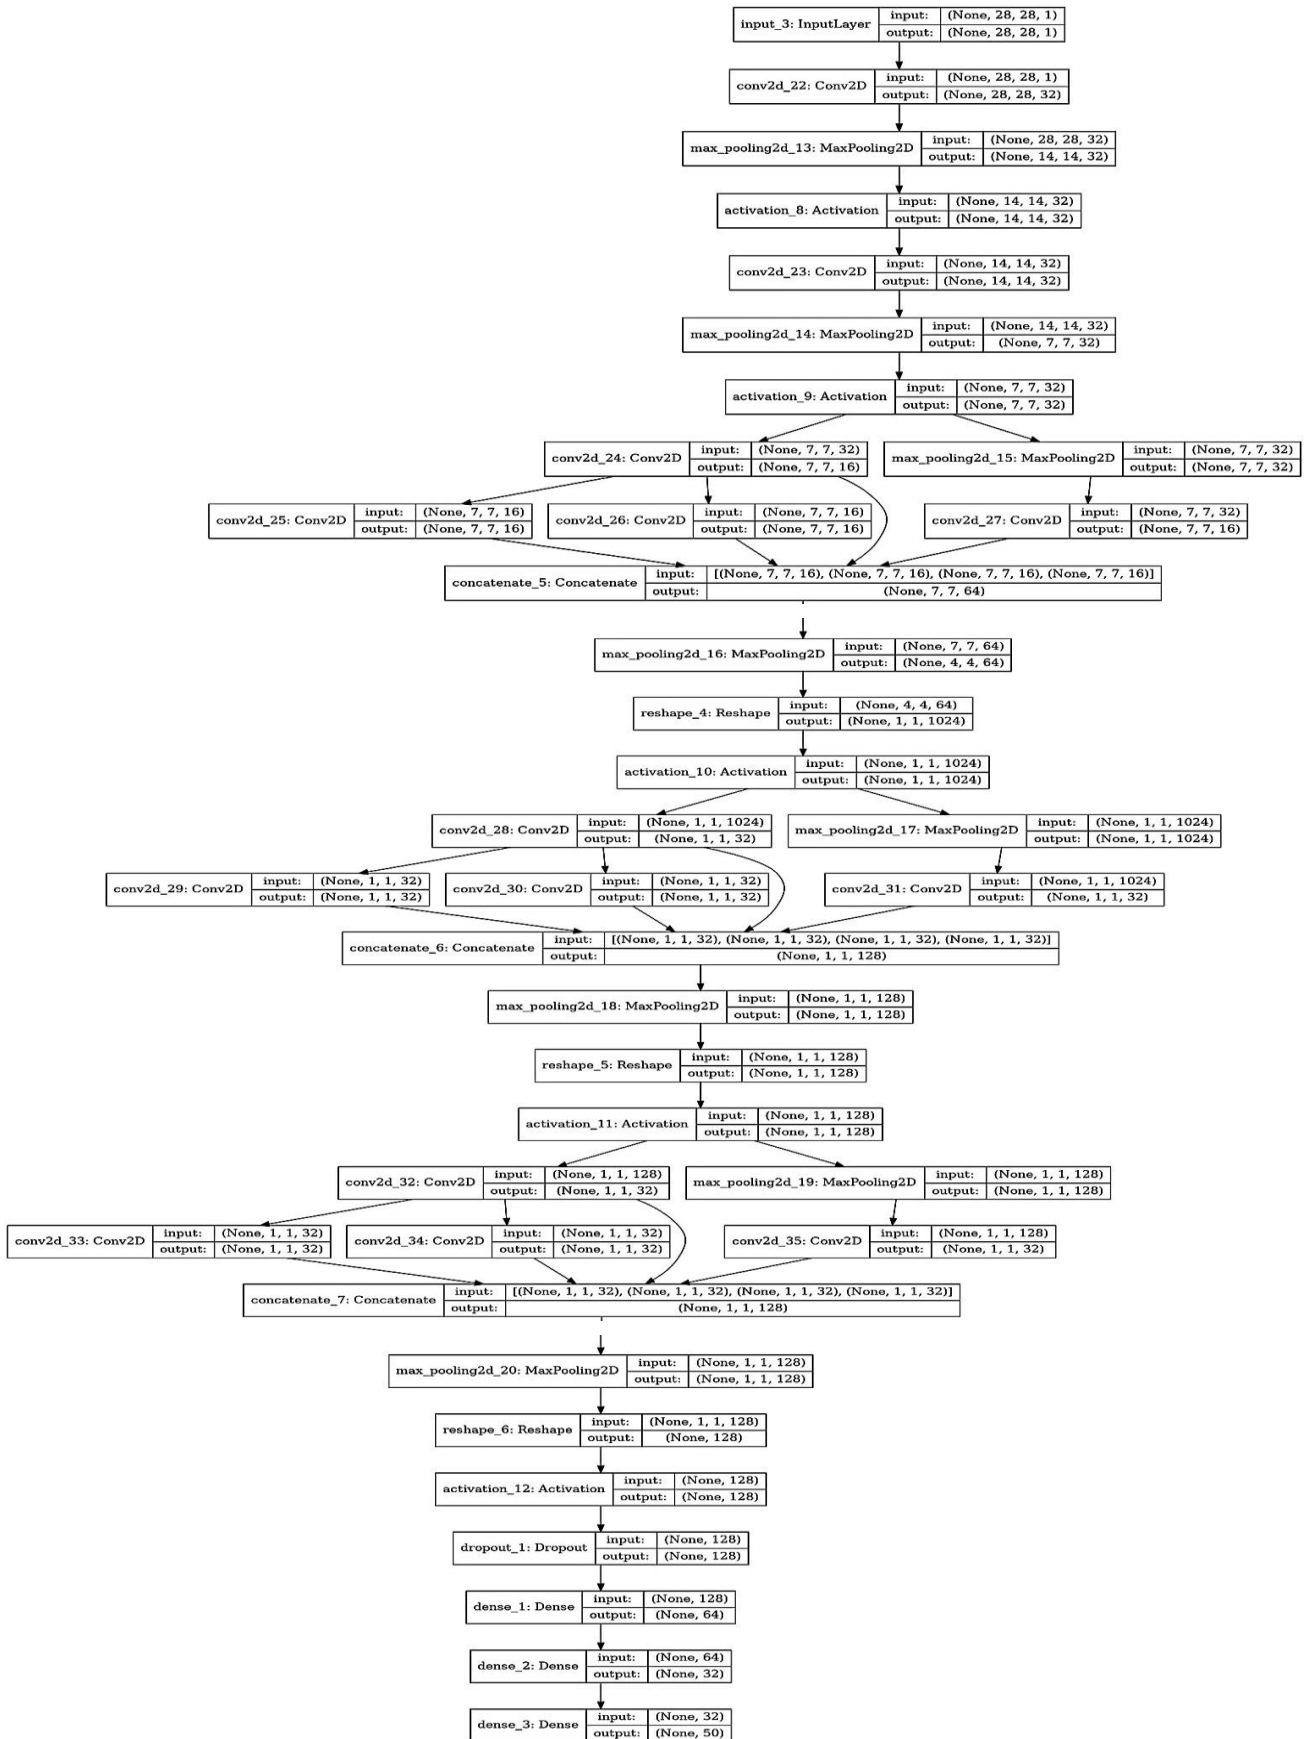 input_3: InputLayer
input: (None, 28, 28, 1)
output: (None, 28, 28, 1)
conv2d_22: Conv2D
input: (None, 28, 28, 1)
output: (None, 28, 28, 32)
max_pooling2d_13: MaxPooling2D
input: (None, 28, 28, 32)
output: (None, 14, 14, 32)
activation_8: Activation
input: (None, 14, 14, 32)
output: (None, 14, 14, 32)
conv2d_23: Conv2D
input: (None, 14, 14, 32)
output: (None, 14, 14, 32)
max_pooling2d_14: MaxPooling2D
input: (None, 14, 14, 32)
output: (None, 7, 7, 32)
activation_9: Activation
input: (None, 7, 7, 32)
output: (None, 7, 7, 32)
conv2d_24: Conv2D
input: (None, 7, 7, 32)
output: (None, 7, 7, 16)
max_pooling2d_15: MaxPooling2D
input: (None, 7, 7, 32)
output: (None, 7, 7, 32)
conv2d_25: Conv2D
input: (None, 7, 7, 16)
output: (None, 7, 7, 16)
conv2d_26: Conv2D
input: (None, 7, 7, 16)
output: (None, 7, 7, 16)
conv2d_27: Conv2D
input: (None, 7, 7, 32)
output: (None, 7, 7, 16)
concatenate_5: Concatenate
input: [(None, 7, 7, 16), (None, 7, 7, 16), (None, 7, 7, 16), (None, 7, 7, 16)]
output: (None, 7, 7, 64)
max_pooling2d_16: MaxPooling2D
input: (None, 7, 7, 64)
output: (None, 4, 4, 64)
reshape_4: Reshape
input: (None, 4, 4, 64)
output: (None, 1, 1, 1024)
activation_10: Activation
input: (None, 1, 1, 1024)
output: (None, 1, 1, 1024)
conv2d_28: Conv2D
input: (None, 1, 1, 1024)
output: (None, 1, 1, 32)
max_pooling2d_17: MaxPooling2D
input: (None, 1, 1, 1024)
output: (None, 1, 1, 1024)
conv2d_29: Conv2D
input: (None, 1, 1, 32)
output: (None, 1, 1, 32)
conv2d_30: Conv2D
input: (None, 1, 1, 32)
output: (None, 1, 1, 32)
conv2d_31: Conv2D
input: (None, 1, 1, 1024)
output: (None, 1, 1, 32)
concatenate_6: Concatenate
input: [(None, 1, 1, 32), (None, 1, 1, 32), (None, 1, 1, 32), (None, 1, 1, 32)]
output: (None, 1, 1, 128)
max_pooling2d_18: MaxPooling2D
input: (None, 1, 1, 128)
output: (None, 1, 1, 128)
reshape_5: Reshape
input: (None, 1, 1, 128)
output: (None, 1, 1, 128)
activation_11: Activation
input: (None, 1, 1, 128)
output: (None, 1, 1, 128)
conv2d_32: Conv2D
input: (None, 1, 1, 128)
output: (None, 1, 1, 32)
max_pooling2d_19: MaxPooling2D
input: (None, 1, 1, 128)
output: (None, 1, 1, 128)
conv2d_33: Conv2D
input: (None, 1, 1, 32)
output: (None, 1, 1, 32)
conv2d_34: Conv2D
input: (None, 1, 1, 32)
output: (None, 1, 1, 32)
conv2d_35: Conv2D
input: (None, 1, 1, 128)
output: (None, 1, 1, 32)
concatenate_7: Concatenate
input: [(None, 1, 1, 32), (None, 1, 1, 32), (None, 1, 1, 32), (None, 1, 1, 32)]
output: (None, 1, 1, 128)
max_pooling2d_20: MaxPooling2D
input: (None, 1, 1, 128)
output: (None, 1, 1, 128)
reshape_6: Reshape
input: (None, 1, 1, 128)
output: (None, 128)
activation_12: Activation
input: (None, 128)
output: (None, 128)
dropout_1: Dropout
input: (None, 128)
output: (None, 128)
dense_1: Dense
input: (None, 128)
output: (None, 64)
dense_2: Dense
input: (None, 64)
output: (None, 32)
dense_3: Dense
input: (None, 32)
output: (None, 50)